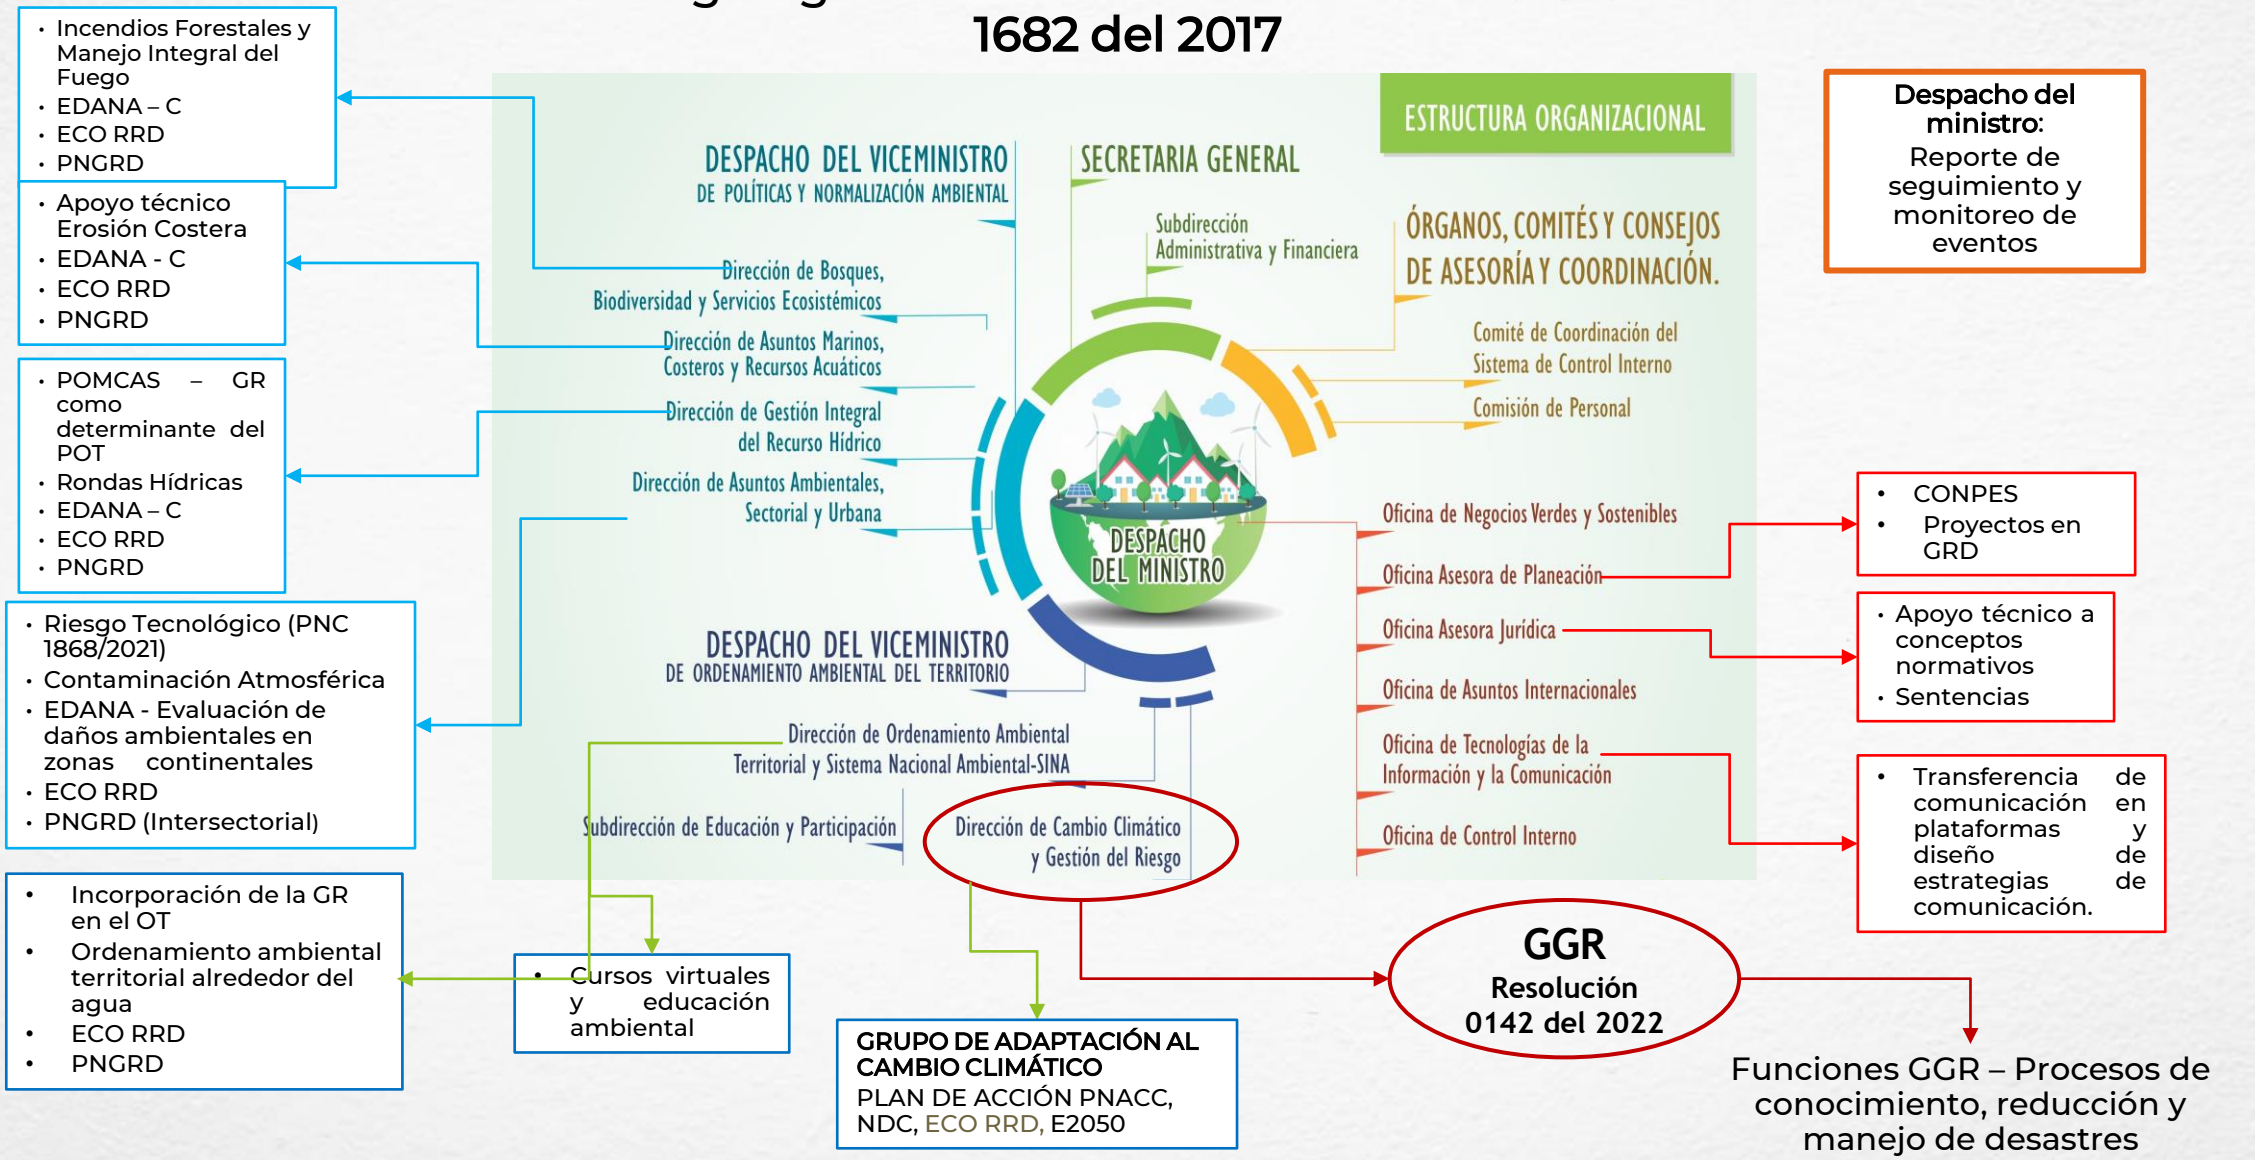 1682 del 2017
• Incendios Forestales y
Manejo Integral del
Fuego
• EDANA – C
• ECO RRD
• PNGRD
• Apoyo técnico
Erosión Costera
• EDANA - C
• ECO RRD
• PNGRD
• POMCAS – GR
como
determinante del
POT
• Rondas Hídricas
• EDANA – C
• ECO RRD
• PNGRD
• Riesgo Tecnológico (PNC
1868/2021)
• Contaminación Atmosférica
• EDANA - Evaluación de
daños ambientales en
zonas continentales
• ECO RRD
• PNGRD (Intersectorial)
• Incorporación de la GR
en el OT
• Ordenamiento ambiental
territorial alrededor del
agua
• ECO RRD
• PNGRD
ESTRUCTURA ORGANIZACIONAL
DESPACHO DEL VICEMINISTRO
DE POLÍTICAS Y NORMALIZACIÓN AMBIENTAL
Dirección de Bosques,
Biodiversidad y Servicios Ecosistémicos
Dirección de Asuntos Marinos,
Costeros y Recursos Acuáticos
Dirección de Gestión Integral
del Recurso Hídrico
Dirección de Asuntos Ambientales,
Sectorial y Urbana
SECRETARIA GENERAL
Subdirección
Administrativa y Financiera
ÓRGANOS, COMITÉS Y CONSEJOS
DE ASESORÍA Y COORDINACIÓN.
Comité de Coordinación del
Sistema de Control Interno
Comisión de Personal
DESPACHO
DEL MINISTRO
Oficina de Negocios Verdes y Sostenibles
Oficina Asesora de Planeación
Oficina Asesora Jurídica
Oficina de Asuntos Internacionales
Oficina de Tecnologías de la
Información y la Comunicación
Oficina de Control Interno
DESPACHO DEL VICEMINISTRO
DE ORDENAMIENTO AMBIENTAL DEL TERRITORIO
Dirección de Ordenamiento Ambiental
Territorial y Sistema Nacional Ambiental-SINA
Subdirección de Educación y Participación
Dirección de Cambio Climático
y Gestión del Riesgo
Despacho del
ministro:
Reporte de
seguimiento y
monitoreo de
eventos
• CONPES
• Proyectos en
GRD
• Apoyo técnico a
conceptos
normativos
• Sentencias
• Transferencia de
comunicación en
plataformas y
diseño de
estrategias de
comunicación.
• Cursos virtuales
y educación
ambiental
GRUPO DE ADAPTACIÓN AL
CAMBIO CLIMÁTICO
PLAN DE ACCIÓN PNACC,
NDC, ECO RRD, E2050
GGR
Resolución
0142 del 2022
Funciones GGR – Procesos de
conocimiento, reducción y
manejo de desastres